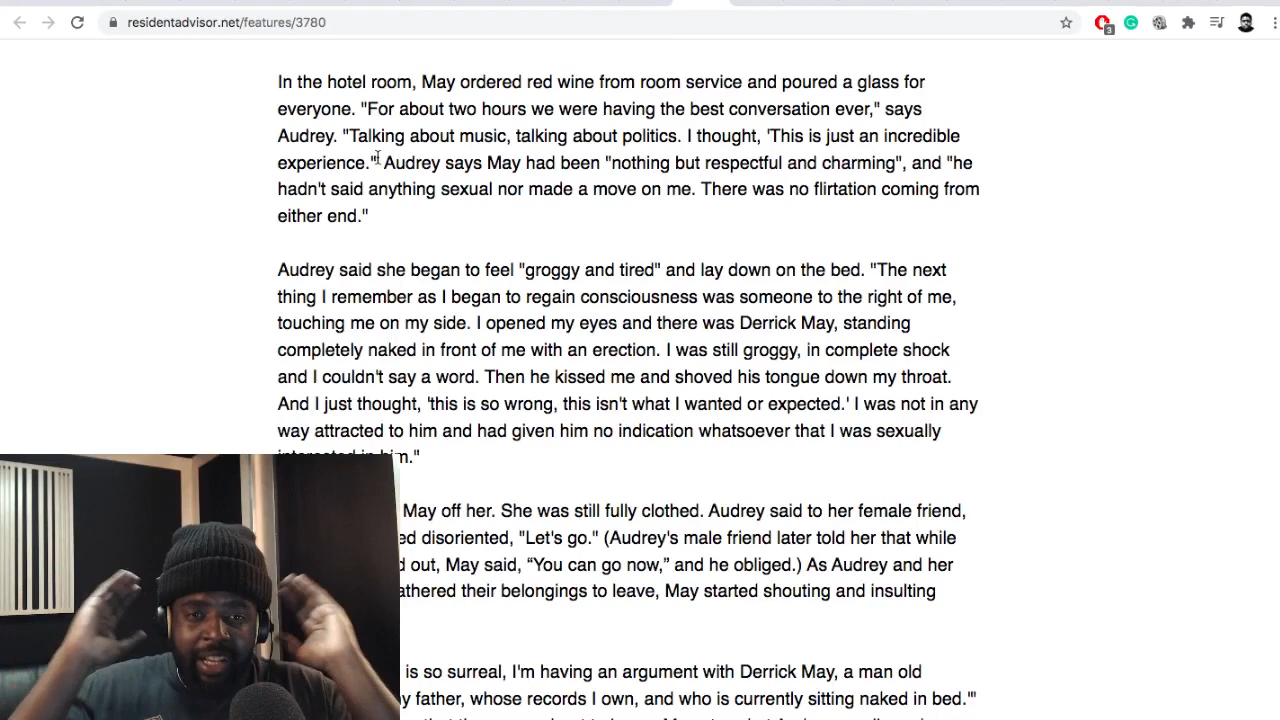 residentadvisor.net/features/3780
3
In the hotel room, May ordered red wine from room service and poured a glass for
everyone. "For about two hours we were having the best conversation ever," says
Audrey. "Talking about music, talking about politics. I thought, 'This is just an incredible
experience." Audrey says May had been "nothing but respectful and charming", and "he
hadn't said anything sexual nor made a move on me. There was no flirtation coming from
either end."
Audrey said she began to feel "groggy and tired" and lay down on the bed. "The next
thing I remember as I began to regain consciousness was someone to the right of me,
touching me on my side. I opened my eyes and there was Derrick May, standing
completely naked in front of me with an erection. I was still groggy, in complete shock
and I couldn't say a word. Then he kissed me and shoved his tongue down my throat.
And I just thought, 'this is so wrong, this isn't what I wanted or expected.' I was not in any
way attracted to him and had given him no indication whatsoever that I was sexually
May off her. She was still fully clothed. Audrey said to her female friend,
disoriented, "Let's go." (Audrey's male friend later told her that while
out, May said, “You can go now,” and he obliged.) As Audrey and her
their belongings to leave, May started shouting and insulting
is so surreal, I'm having an argument with Derrick May, a man old
father, whose records I own, and who is currently sitting naked in bed.'"